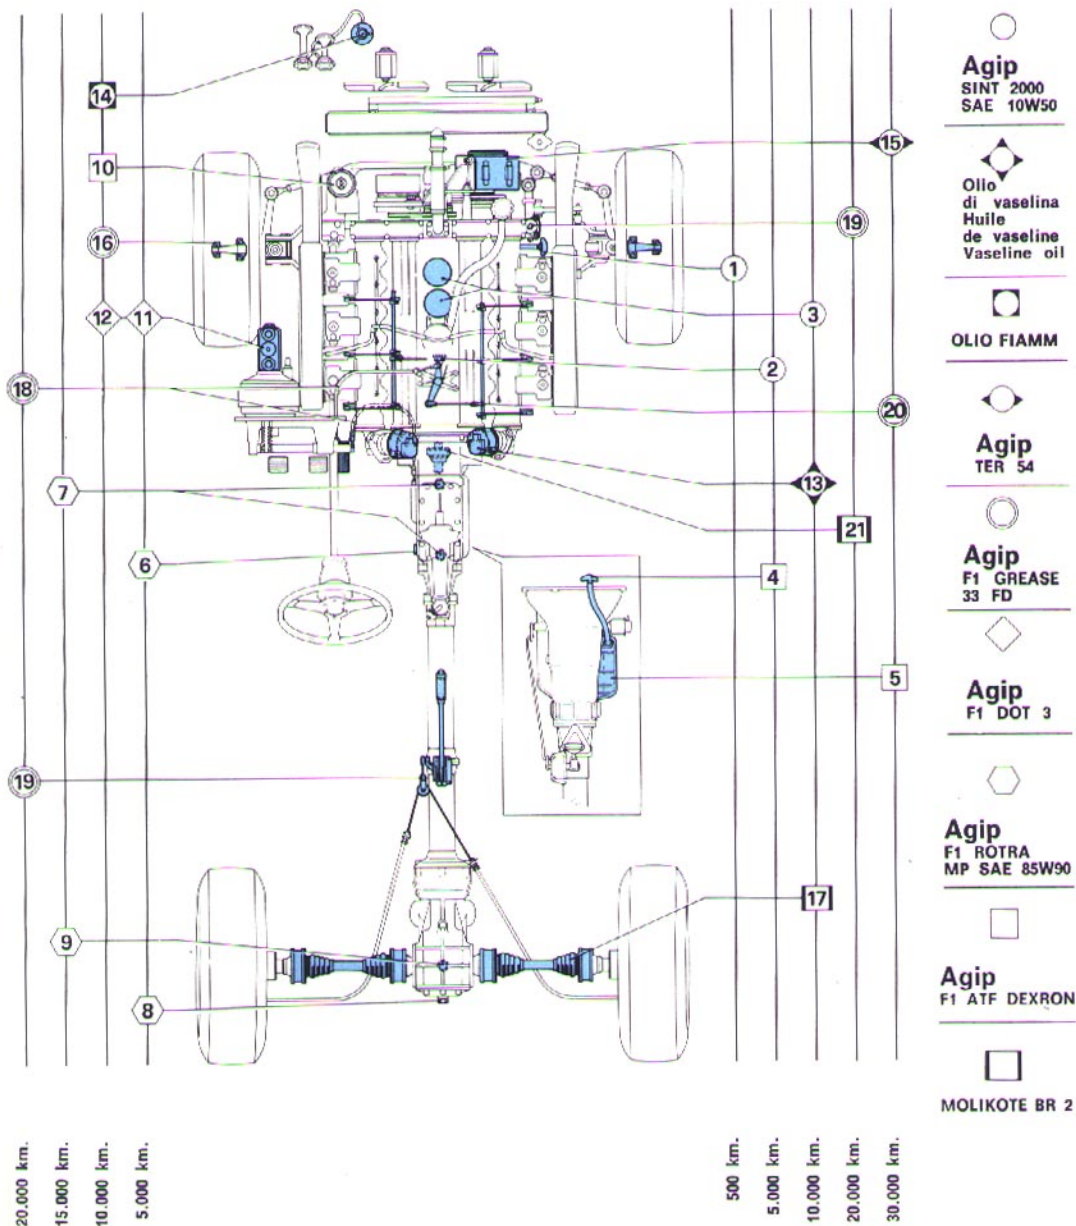 14
10
16
12
11
18
7
6
19
9
8
15
19
1
3
2
20
13
21
4
5
17
Agip
SINT 2000
SAE 10W50
Olio
di vaselina
Huile
de vaseline
Vaseline oil
OLIO FIAMM
Agip
TER 54
Agip
F1 GREASE
33 FD
Agip
F1 DOT 3
Agip
F1 ROTRA
MP SAE 85W90
Agip
F1 ATF DEXRON
MOLIKOTE BR 2
20.000 km.
15.000 km.
10.000 km.
5.000 km.
500 km.
5.000 km.
10.000 km.
20.000 km.
30.000 km.